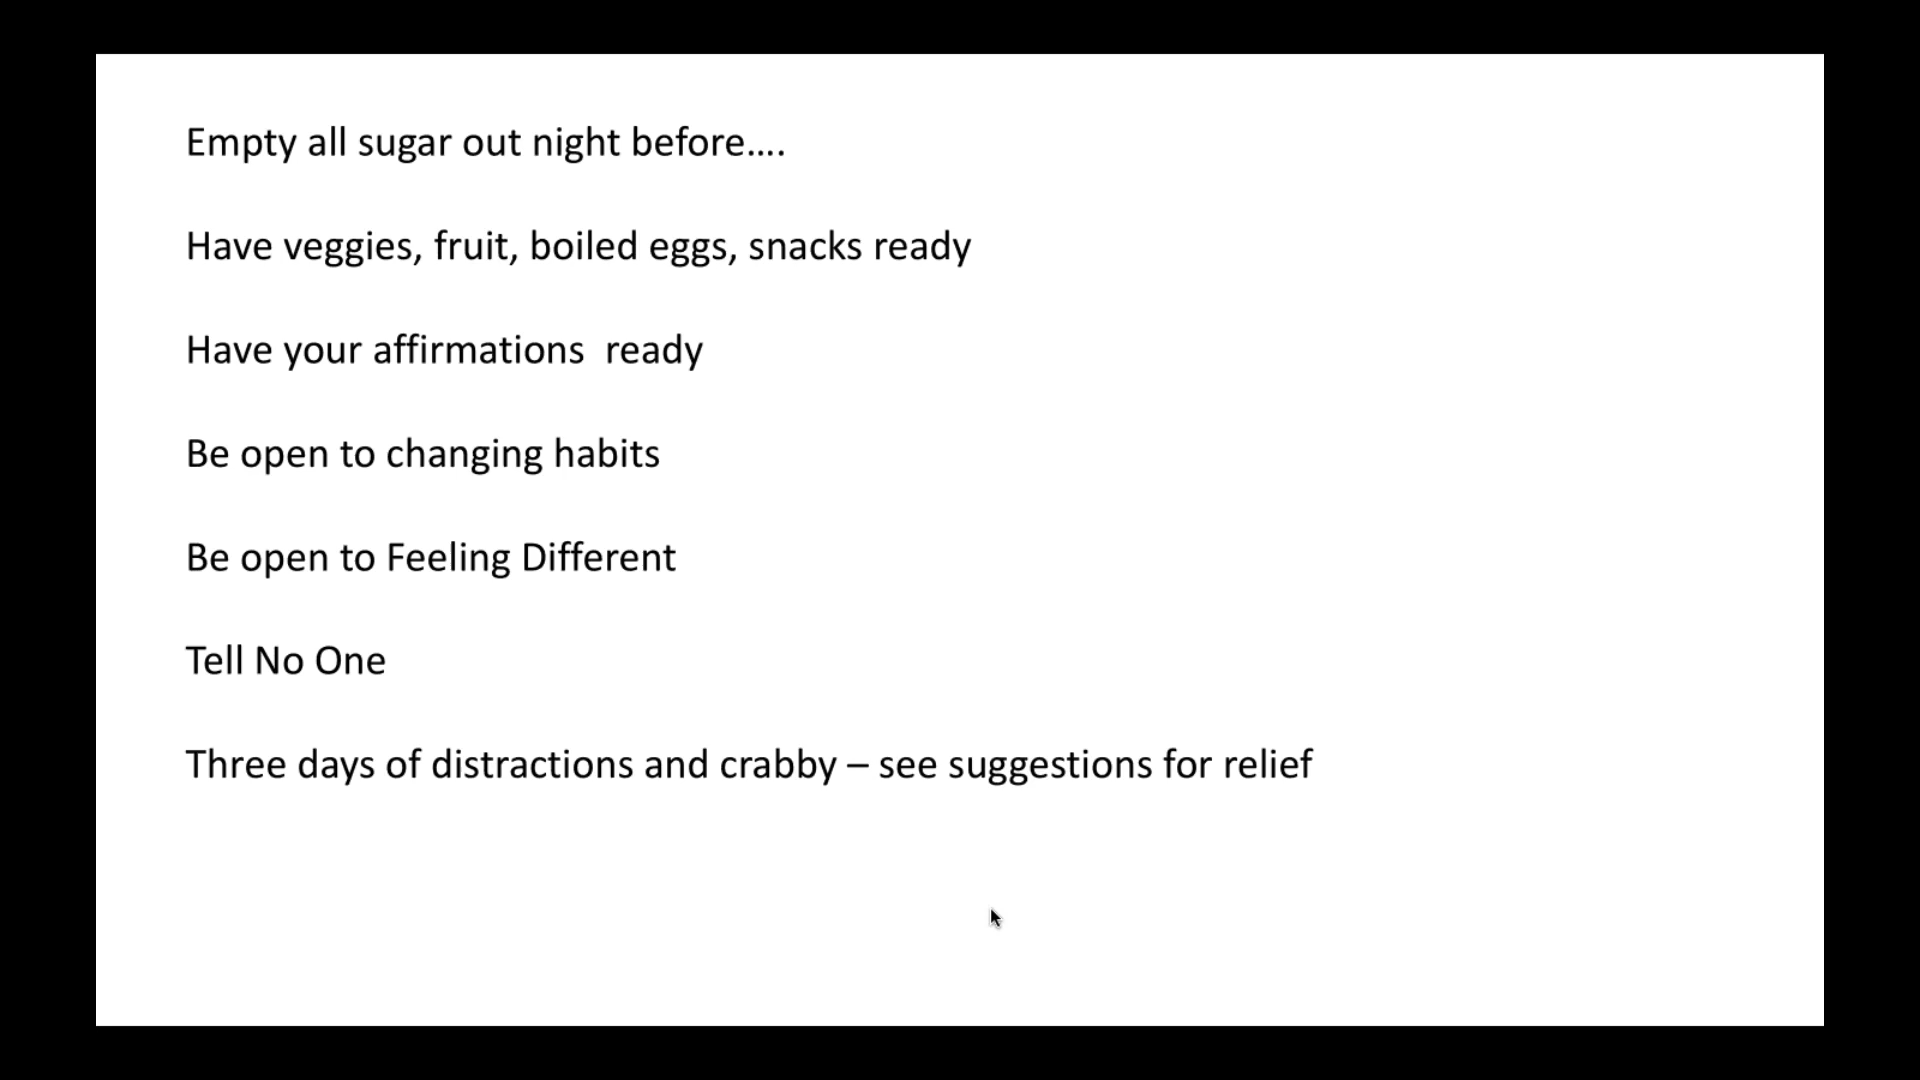 Empty all sugar out night before....
Have veggies, fruit, boiled eggs, snacks ready
Have your affirmations  ready
Be open to changing habits
Be open to Feeling Different
Tell No One
Three days of distractions and crabby – see suggestions for relief